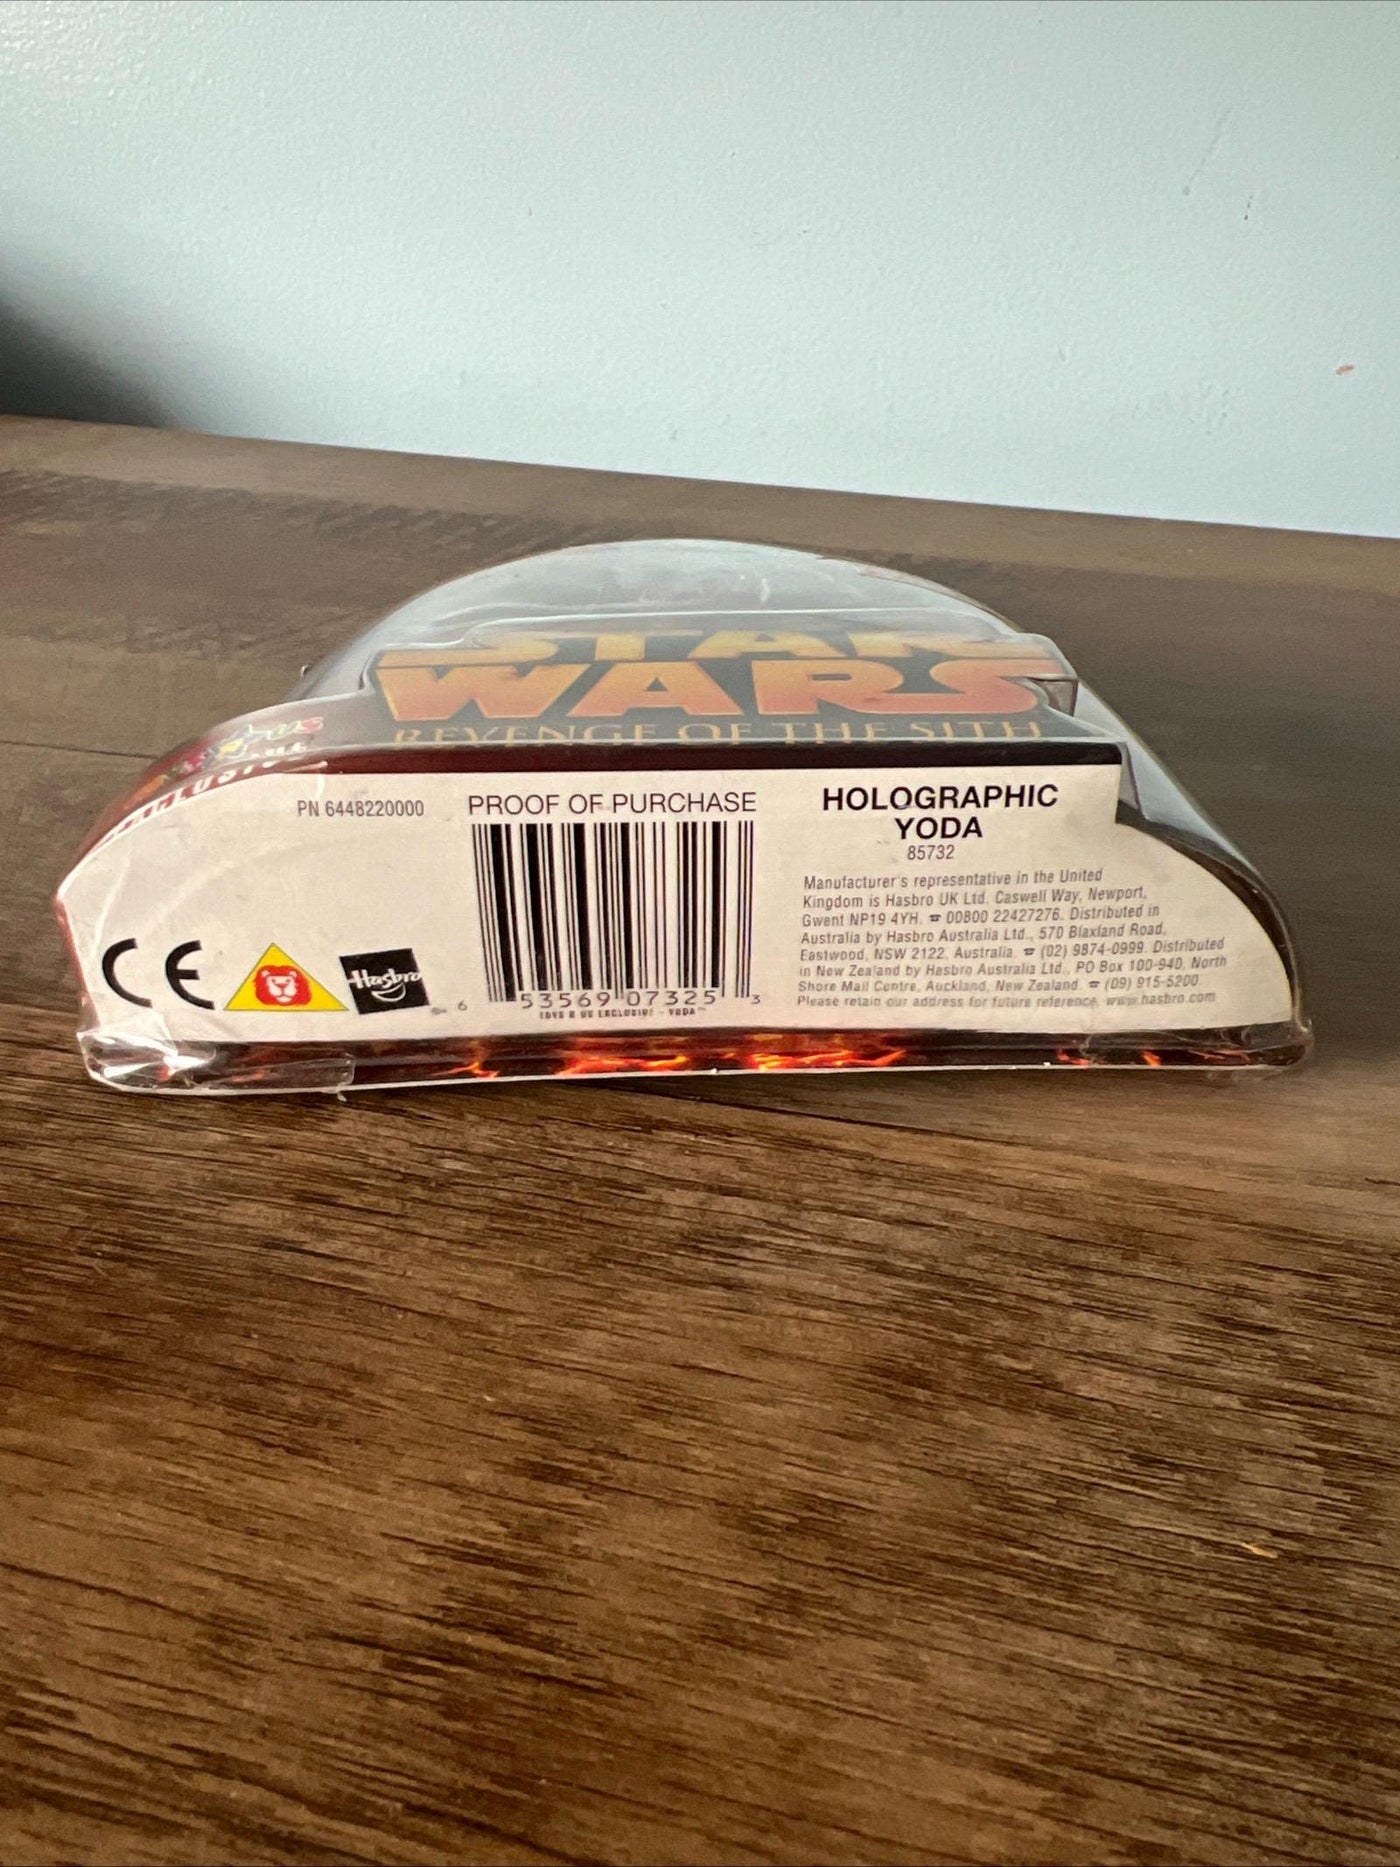 STAR
WARS
REVENGE OF THE SITH
EXCLUSIVE
PN 6448220000
PROOF OF PURCHASE
6 53569 07325 3
TOYS R US EXCLUSIVE - YODA™
CE
Hasbro
HOLOGRAPHIC
YODA
85732
Manufacturer's representative in the United
Kingdom is Hasbro UK Ltd. Caswell Way, Newport,
Gwent NP19 4YH. ☎ 00800 22427276. Distributed in
Australia by Hasbro Australia Ltd., 570 Blaxland Road,
Eastwood, NSW 2122, Australia. ☎ (02) 9874-0999. Distributed
in New Zealand by Hasbro Australia Ltd., PO Box 100-940, North
Shore Mail Centre, Auckland, New Zealand. ☎ (09) 915-5200.
Please retain our address for future reference. www.hasbro.com